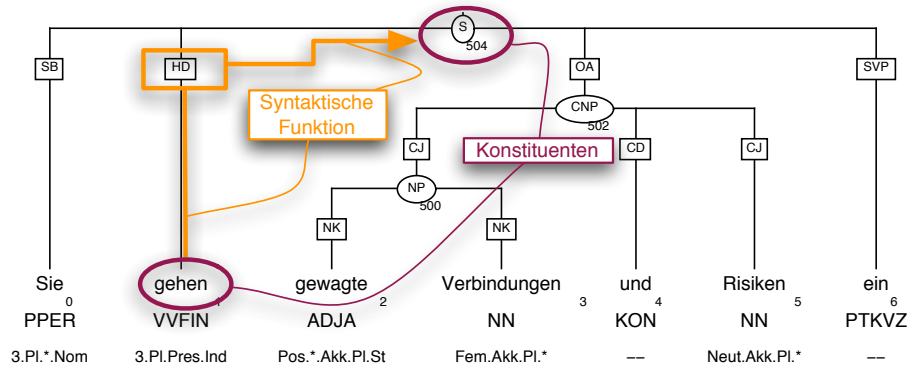 S
504
SB HD OA SVP
Syntaktische
Funktion
CNP
502
CJ Konstituenten CD CJ
NP
500
NK NK
Sie gehen gewagte Verbindungen und Risiken ein
0 1 2 3 4 5 6
PPER VVFIN ADJA NN KON NN PTKVZ
3.Pl.*.Nom 3.Pl.Pres.Ind Pos.*.Akk.Pl.St Fem.Akk.Pl.* -- Neut.Akk.Pl.* --